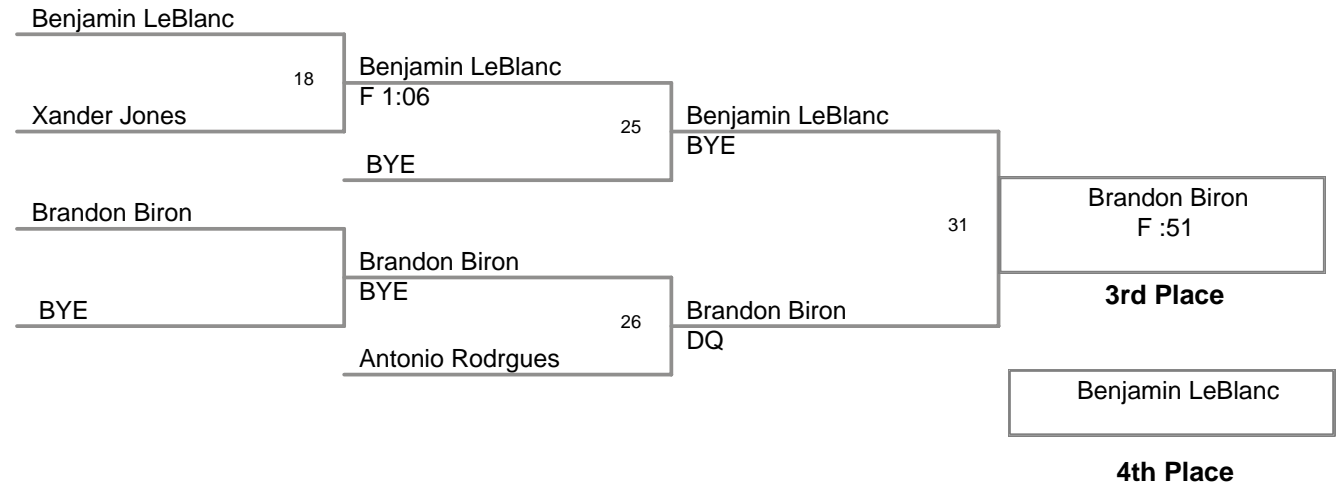 Benjamin LeBlanc
18
Benjamin LeBlanc
F 1:06
Xander Jones
25
Benjamin LeBlanc
BYE
BYE
Brandon Biron
31
Brandon Biron
F :51
Brandon Biron
BYE
3rd Place
BYE
26
Brandon Biron
DQ
Antonio Rodrgues
Benjamin LeBlanc
4th Place